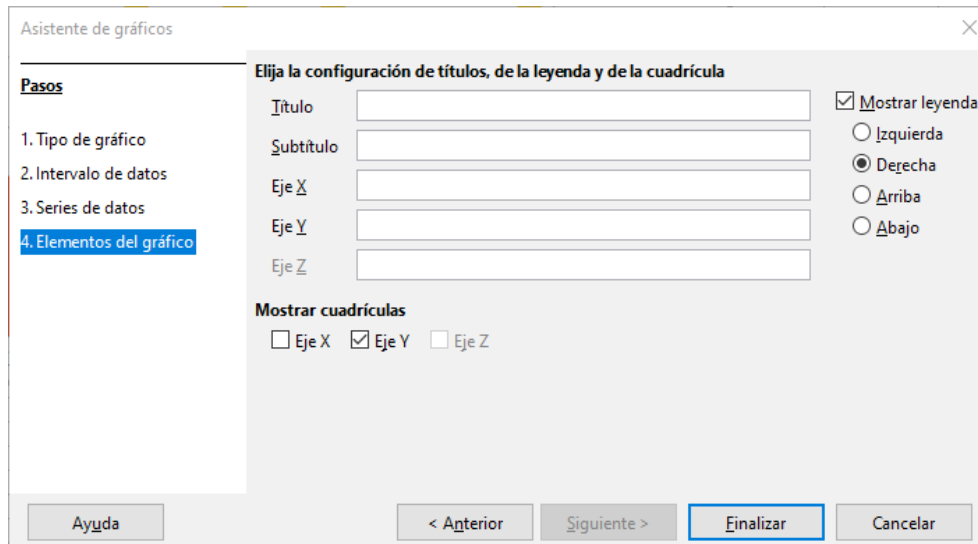 Asistente de gráficos
Pasos
1. Tipo de gráfico
2. Intervalo de datos
3. Series de datos
4. Elementos del gráfico
Elija la configuración de títulos, de la leyenda y de la cuadrícula
Título
Subtítulo
Eje X
Eje Y
Eje Z
Mostrar leyenda
Izquierda
Derecha
Arriba
Abajo
Mostrar cuadrículas
Eje X Eje Y Eje Z
Ayuda < Anterior Siguiente > Finalizar Cancelar